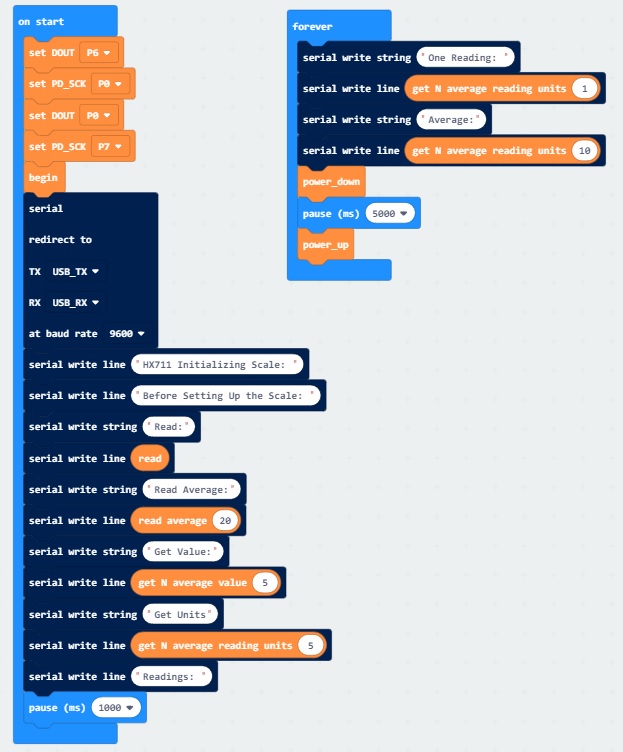 on start
set DOUT P6
set PD_SCK P0
set DOUT P0
set PD_SCK P7
begin
serial
redirect to
TX USB_TX
RX USB_RX
at baud rate 9600
serial write line "HX711 Initializing Scale: "
serial write line "Before Setting Up the Scale: "
serial write string "Read:"
serial write line read
serial write string "Read Average:"
serial write line read average 20
serial write string "Get Value:"
serial write line get N average value 5
serial write string "Get Units"
serial write line get N average reading units 5
serial write line "Readings: "
pause (ms) 1000
forever
serial write string "One Reading: "
serial write line get N average reading units 1
serial write string "Average:"
serial write line get N average reading units 10
power_down
pause (ms) 5000
power_up